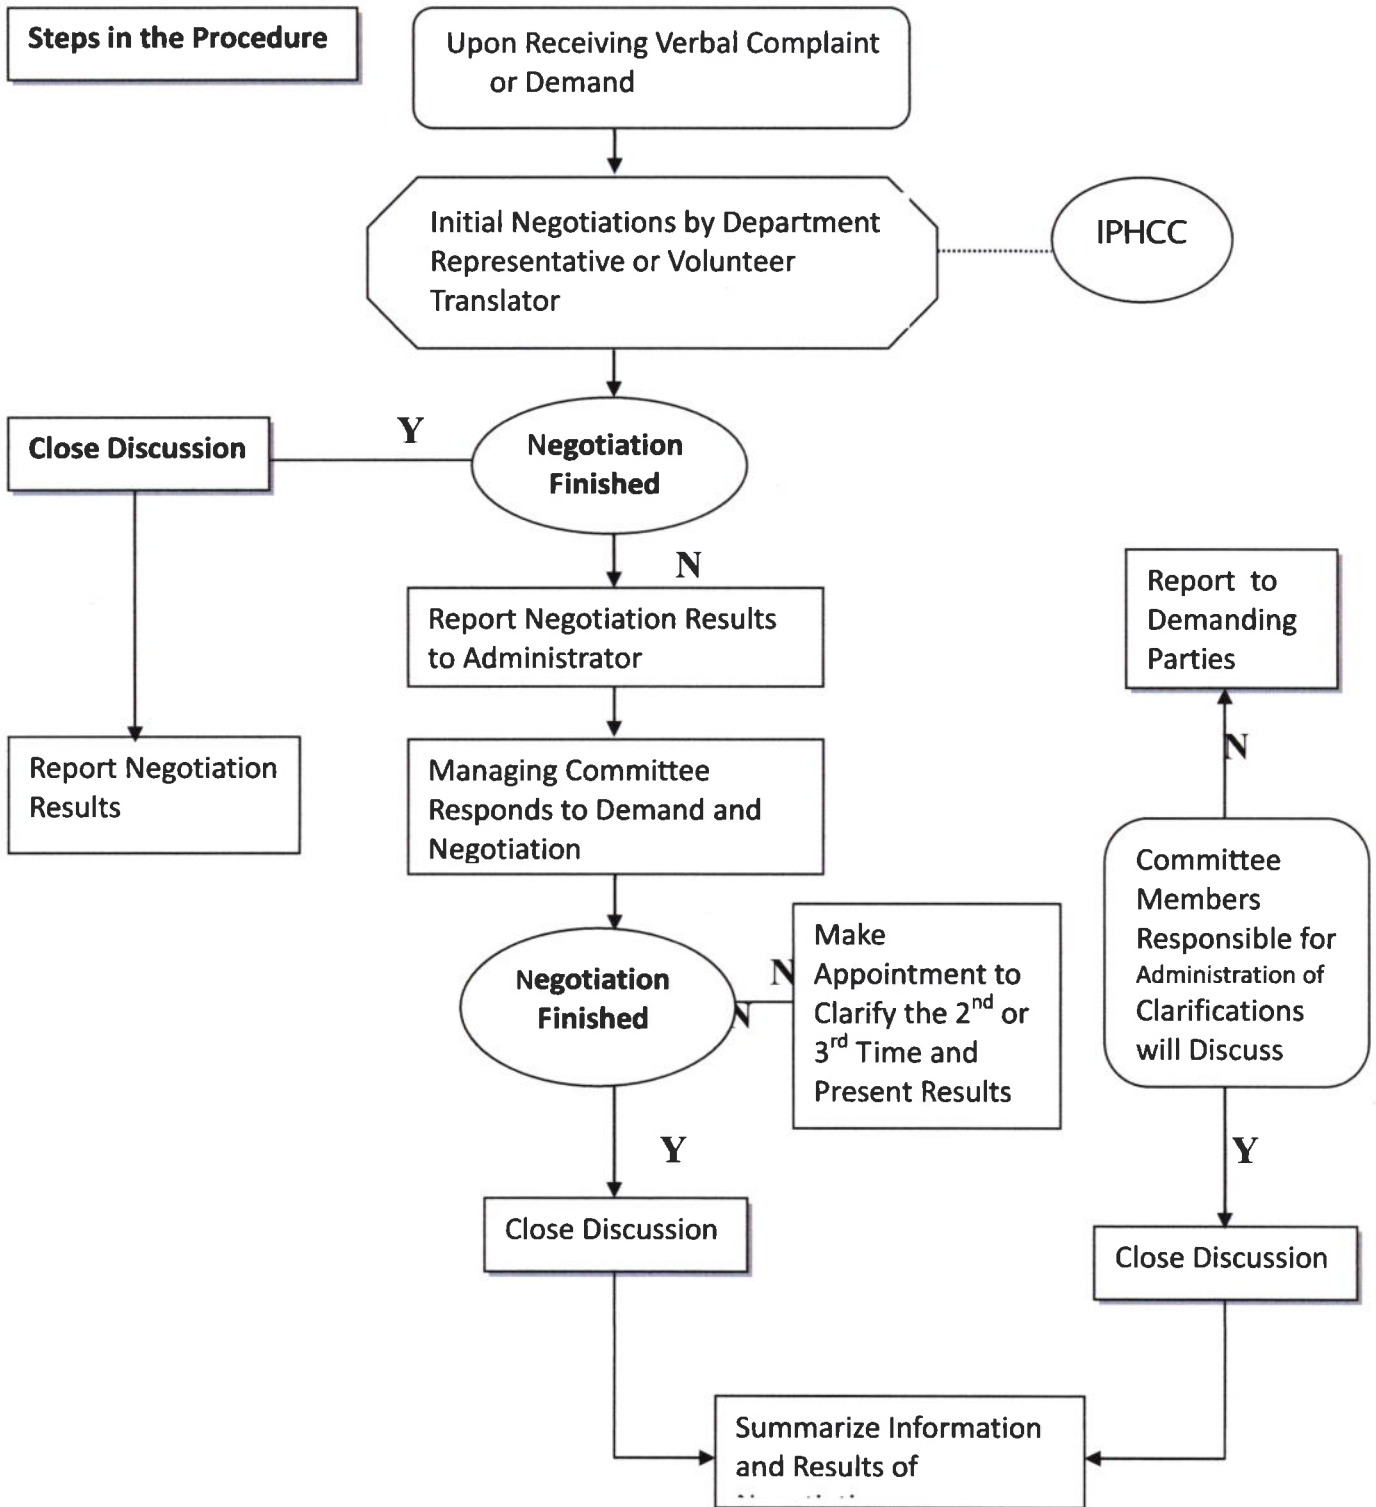 Steps in the Procedure
Upon Receiving Verbal Complaint
or Demand
Initial Negotiations by Department
Representative or Volunteer
Translator
IPHCC
Y
Close Discussion
Negotiation
Finished
N
Report Negotiation Results
to Administrator
Report to
Demanding
Parties
N
Report Negotiation
Results
Managing Committee
Responds to Demand and
Negotiation
Committee
Members
Responsible for
Administration of
Clarifications
will Discuss
Negotiation
Finished
N
N
Make
Appointment to
Clarify the 2nd or
3rd Time and
Present Results
Y
Y
Close Discussion
Close Discussion
Summarize Information
and Results of